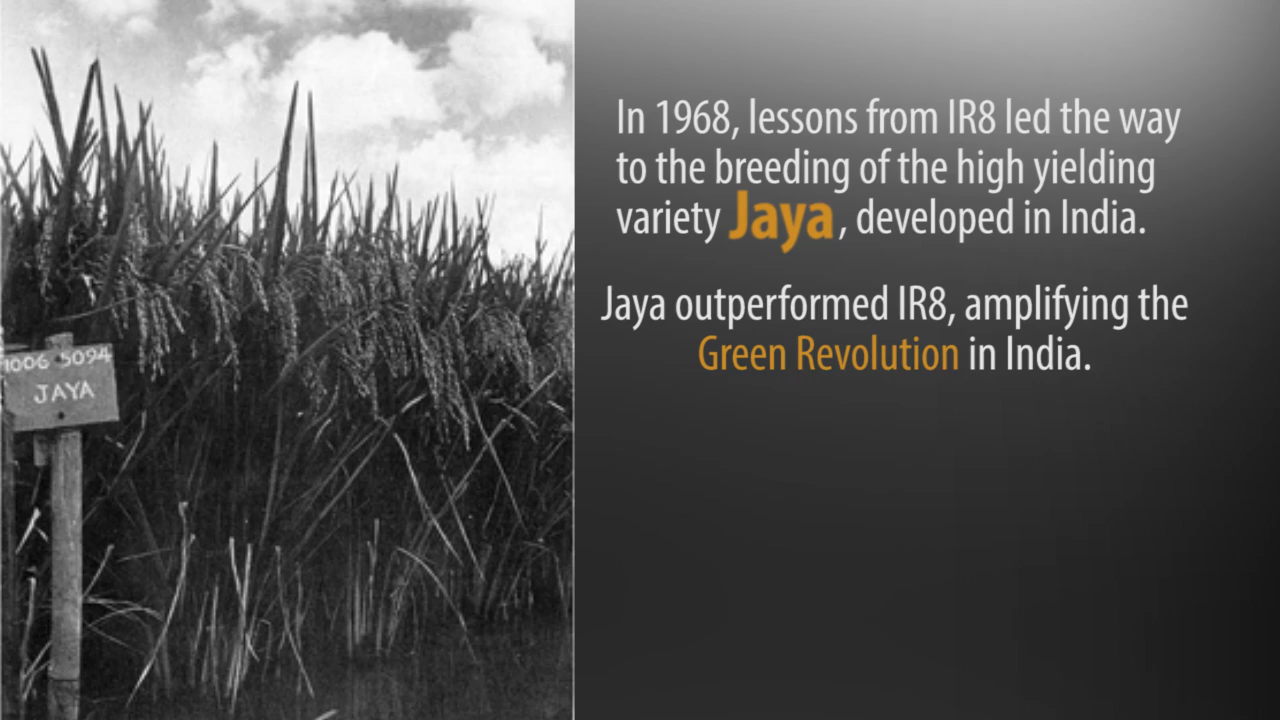 1006 5094
JAYA
In 1968, lessons from IR8 led the way
to the breeding of the high yielding
variety Jaya, developed in India.
Jaya outperformed IR8, amplifying the
Green Revolution in India.